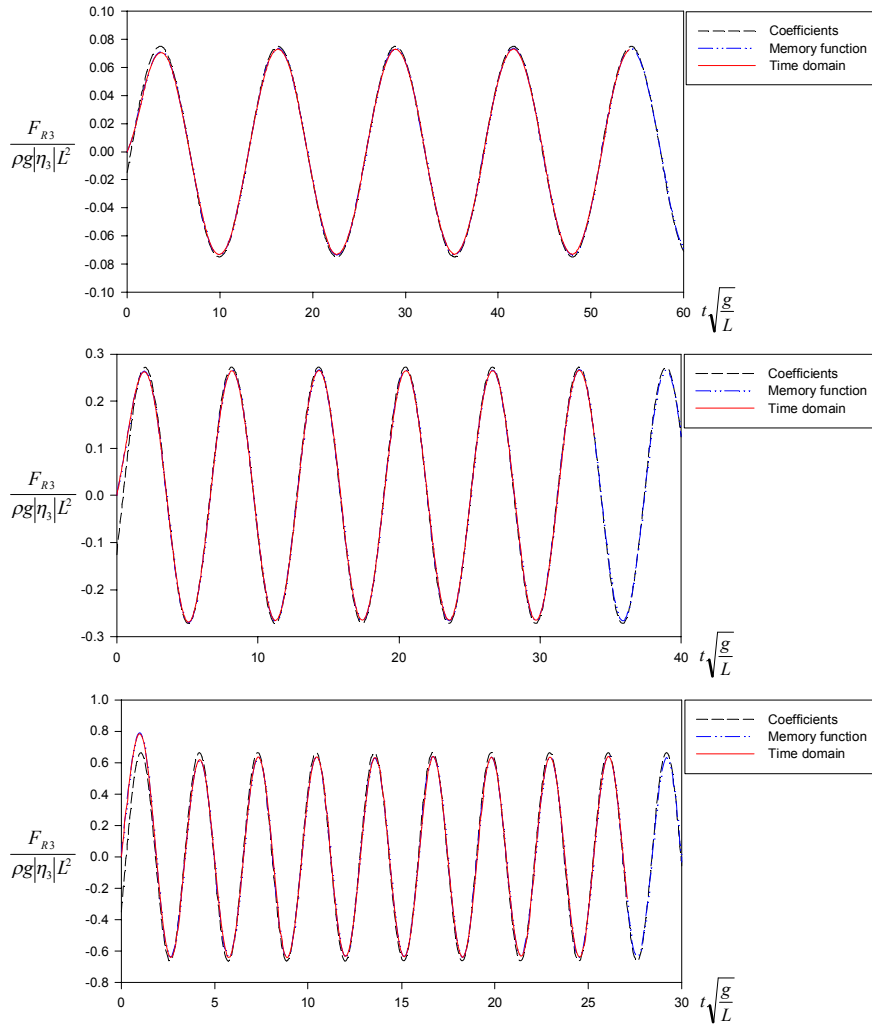 0.10
0.08
0.06
0.04
0.02
0.00
-0.02
-0.04
-0.06
-0.08
-0.10
F_{R3}
ρg|η_3|L^2
0 10 20 30 40 50 60
t√(g/L)
Coefficients
Memory function
Time domain
0.3
0.2
0.1
0.0
-0.1
-0.2
-0.3
F_{R3}
ρg|η_3|L^2
0 10 20 30 40
t√(g/L)
Coefficients
Memory function
Time domain
1.0
0.8
0.6
0.4
0.2
0.0
-0.2
-0.4
-0.6
-0.8
F_{R3}
ρg|η_3|L^2
0 5 10 15 20 25 30
t√(g/L)
Coefficients
Memory function
Time domain